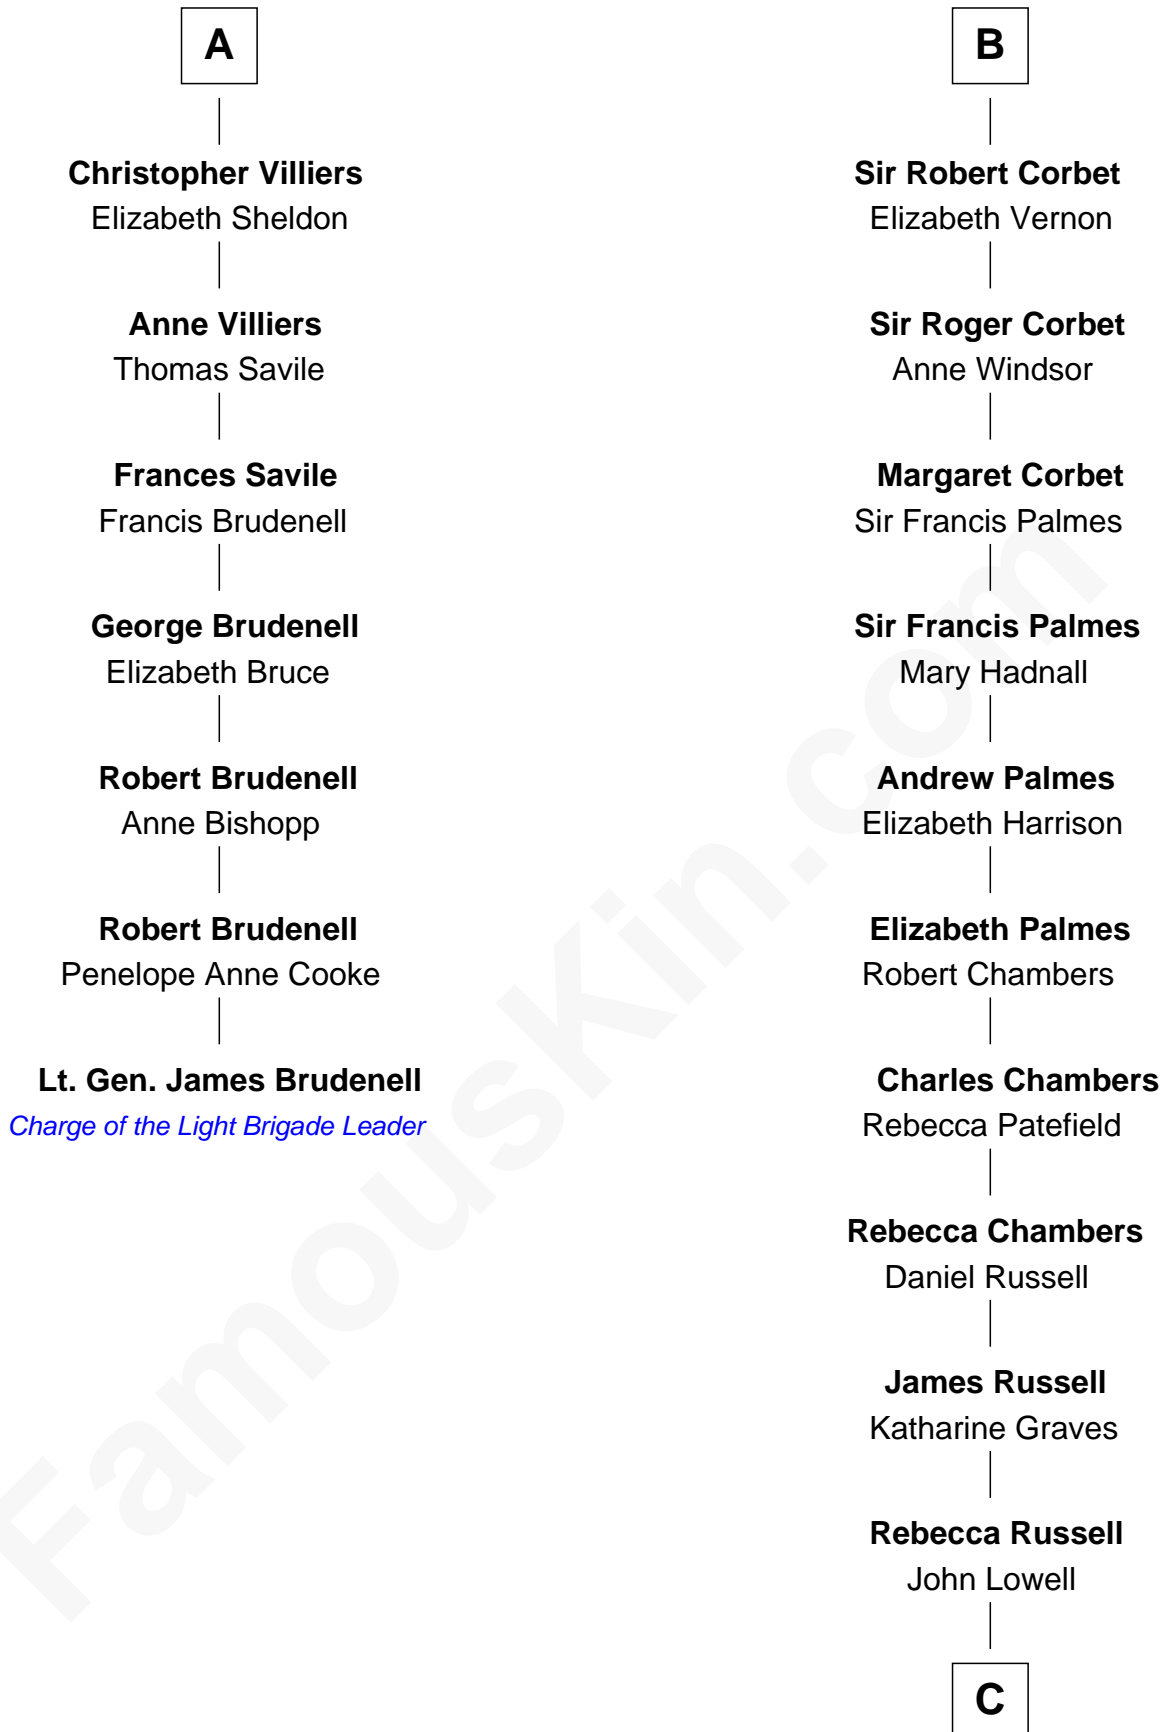 A
Christopher Villiers
Elizabeth Sheldon
Anne Villiers
Thomas Savile
Frances Savile
Francis Brudenell
George Brudenell
Elizabeth Bruce
Robert Brudenell
Anne Bishopp
Robert Brudenell
Penelope Anne Cooke
Lt. Gen. James Brudenell
Charge of the Light Brigade Leader
B
Sir Robert Corbet
Elizabeth Vernon
Sir Roger Corbet
Anne Windsor
Margaret Corbet
Sir Francis Palmes
Sir Francis Palmes
Mary Hadnall
Andrew Palmes
Elizabeth Harrison
Elizabeth Palmes
Robert Chambers
Charles Chambers
Rebecca Patefield
Rebecca Chambers
Daniel Russell
James Russell
Katharine Graves
Rebecca Russell
John Lowell
C
FamousKin.com